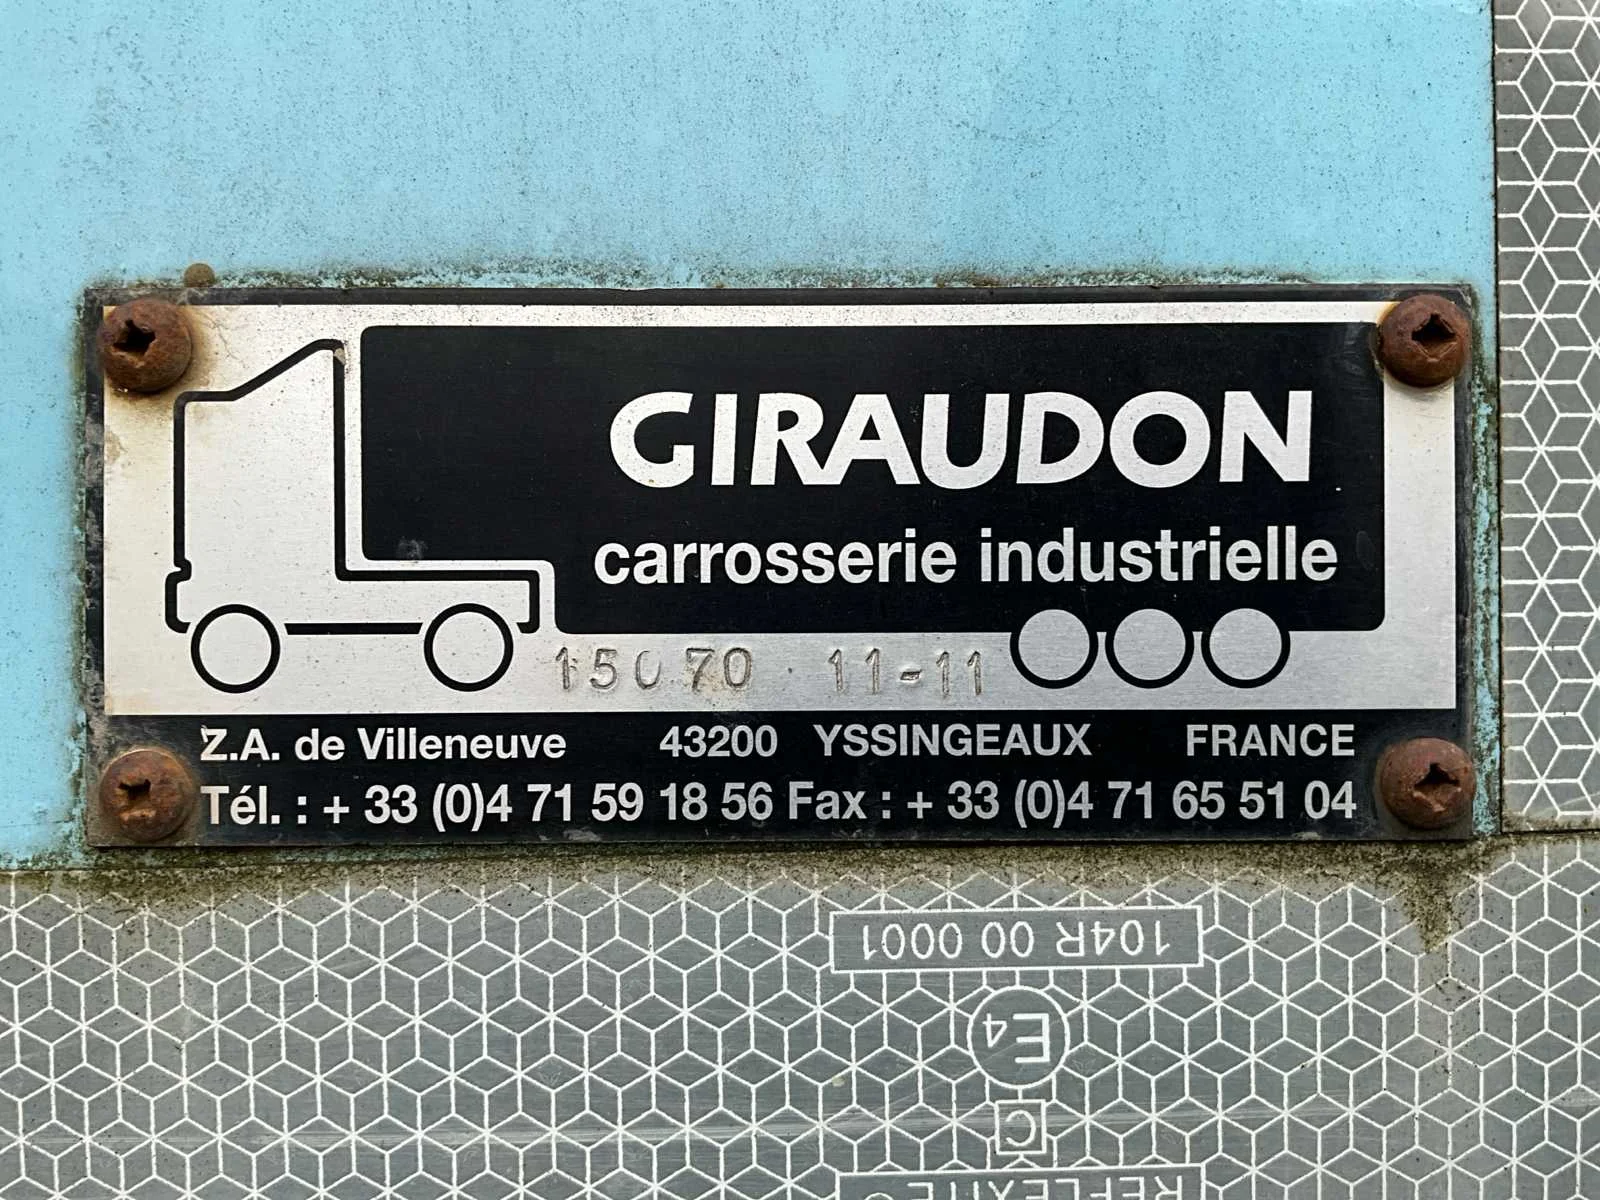 GIRAUDON
carrosserie industrielle
15070 11-11
Z.A. de Villeneuve 43200 YSSINGEAUX FRANCE
Tél. : + 33 (0)4 71 59 18 56 Fax : + 33 (0)4 71 65 51 04
104R 00 0001
E4
C
REFLEXITE